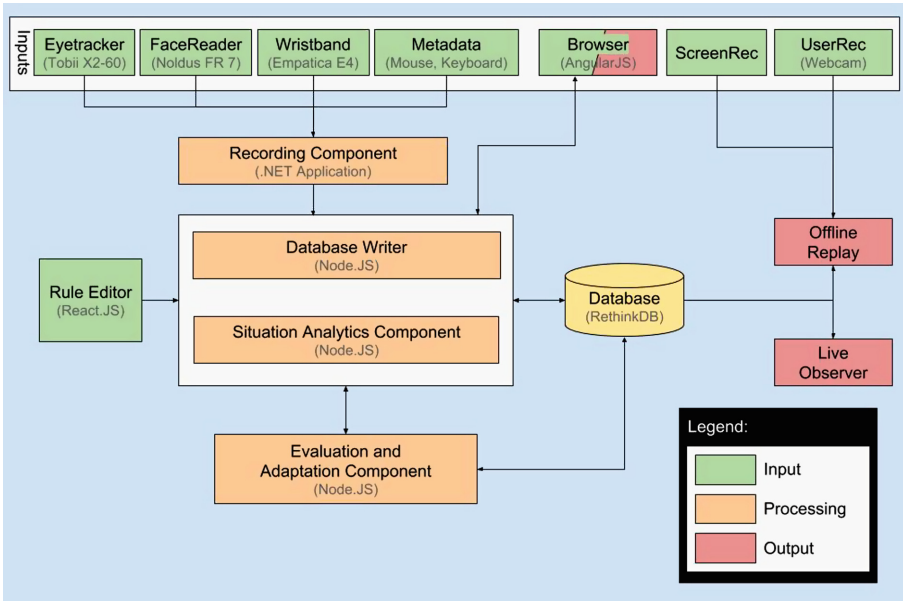 Inputs
Eyetracker
(Tobii X2-60)
FaceReader
(Noldus FR 7)
Wristband
(Empatica E4)
Metadata
(Mouse, Keyboard)
Browser
(AngularJS)
ScreenRec
UserRec
(Webcam)
Recording Component
(.NET Application)
Database Writer
(Node.JS)
Offline
Replay
Rule Editor
(React.JS)
Situation Analytics Component
(Node.JS)
Database
(RethinkDB)
Live
Observer
Evaluation and
Adaptation Component
(Node.JS)
Legend:
Input
Processing
Output